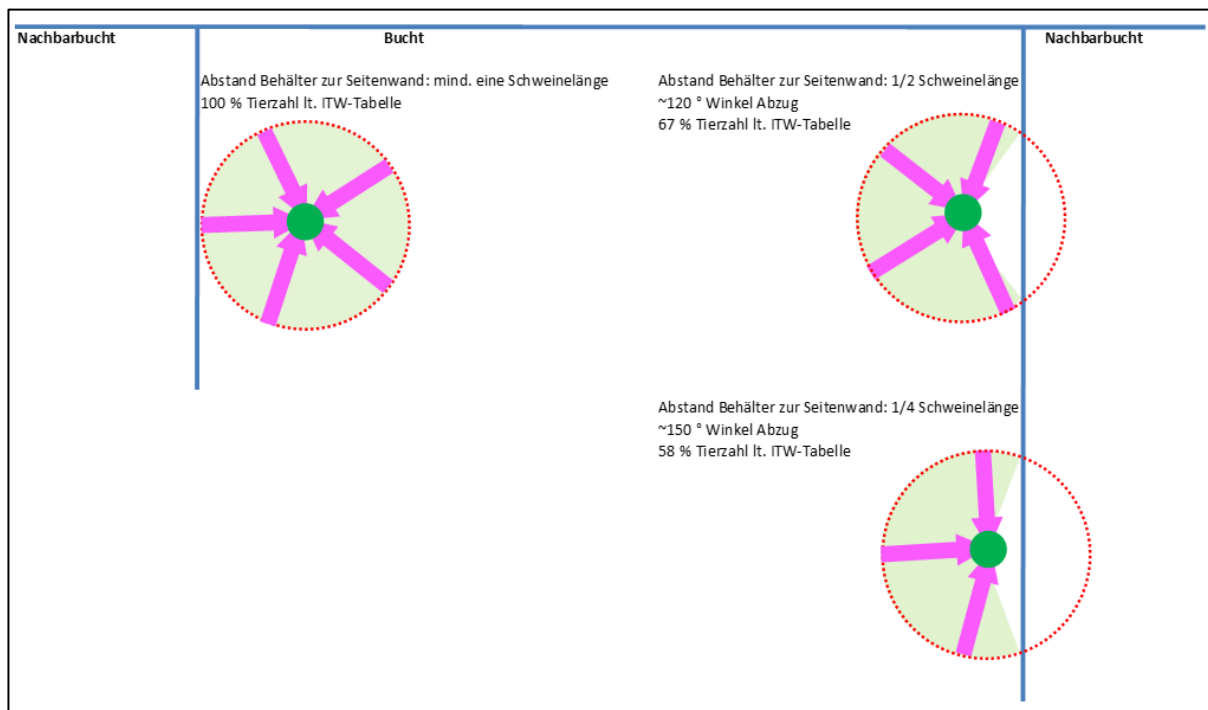 Nachbarbucht
Bucht
Nachbarbucht
Abstand Behälter zur Seitenwand: mind. eine Schweinelänge
100 % Tierzahl lt. ITW-Tabelle
Abstand Behälter zur Seitenwand: 1/2 Schweinelänge
~120 ° Winkel Abzug
67 % Tierzahl lt. ITW-Tabelle
Abstand Behälter zur Seitenwand: 1/4 Schweinelänge
~150 ° Winkel Abzug
58 % Tierzahl lt. ITW-Tabelle